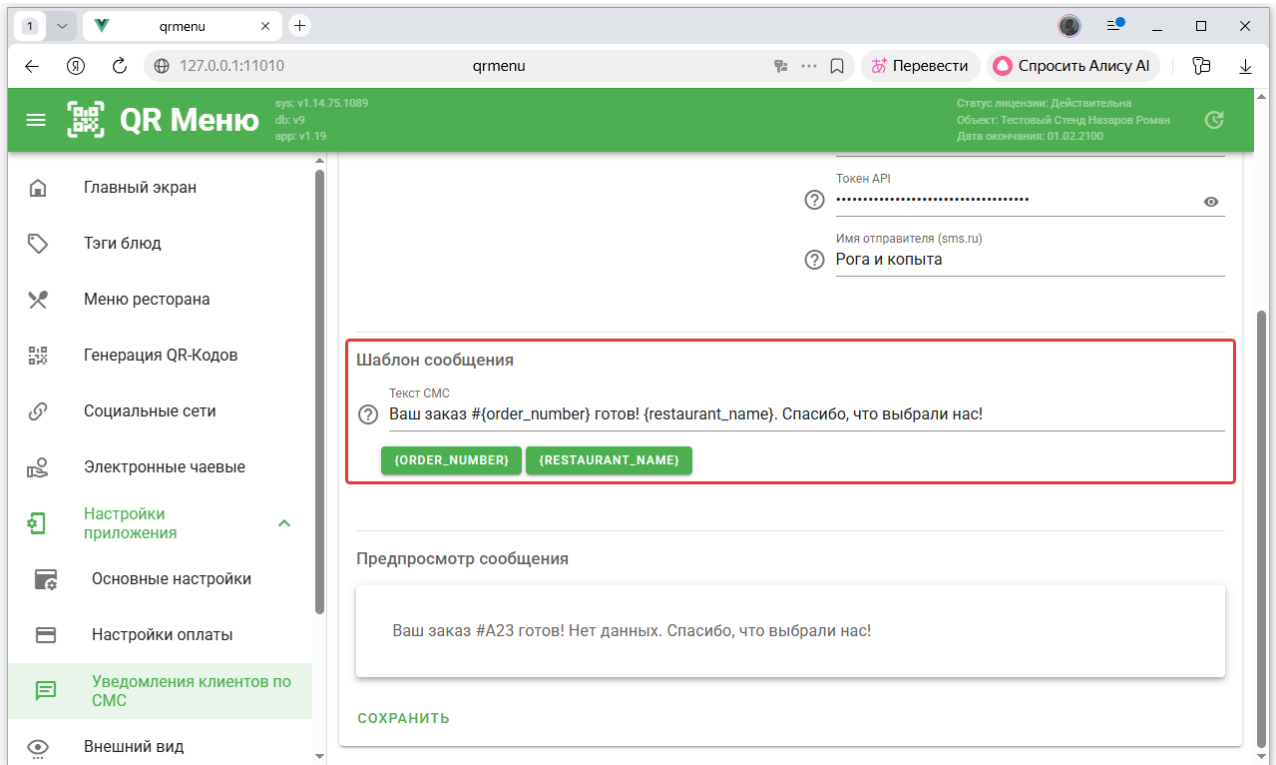 1
qrmenu
127.0.0.1:11010
qrmenu
Перевести
Спросить Алису AI
QR Меню
sys: v1.14.75.1089
db: v9
app: v1.19
Статус лицензии: Действительна
Объект: Тестовый Стенд Назаров Роман
Дата окончания: 01.02.2100
Главный экран
Тэги блюд
Меню ресторана
Генерация QR-Кодов
Социальные сети
Электронные чаевые
Настройки
приложения
Основные настройки
Настройки оплаты
Уведомления клиентов по
СМС
Внешний вид
Токен API
••••••••••••••••••••••••••••••••••••
Имя отправителя (sms.ru)
Рога и копыта
Шаблон сообщения
Текст СМС
Ваш заказ #{order_number} готов! {restaurant_name}. Спасибо, что выбрали нас!
{ORDER_NUMBER} {RESTAURANT_NAME}
Предпросмотр сообщения
Ваш заказ #A23 готов! Нет данных. Спасибо, что выбрали нас!
СОХРАНИТЬ